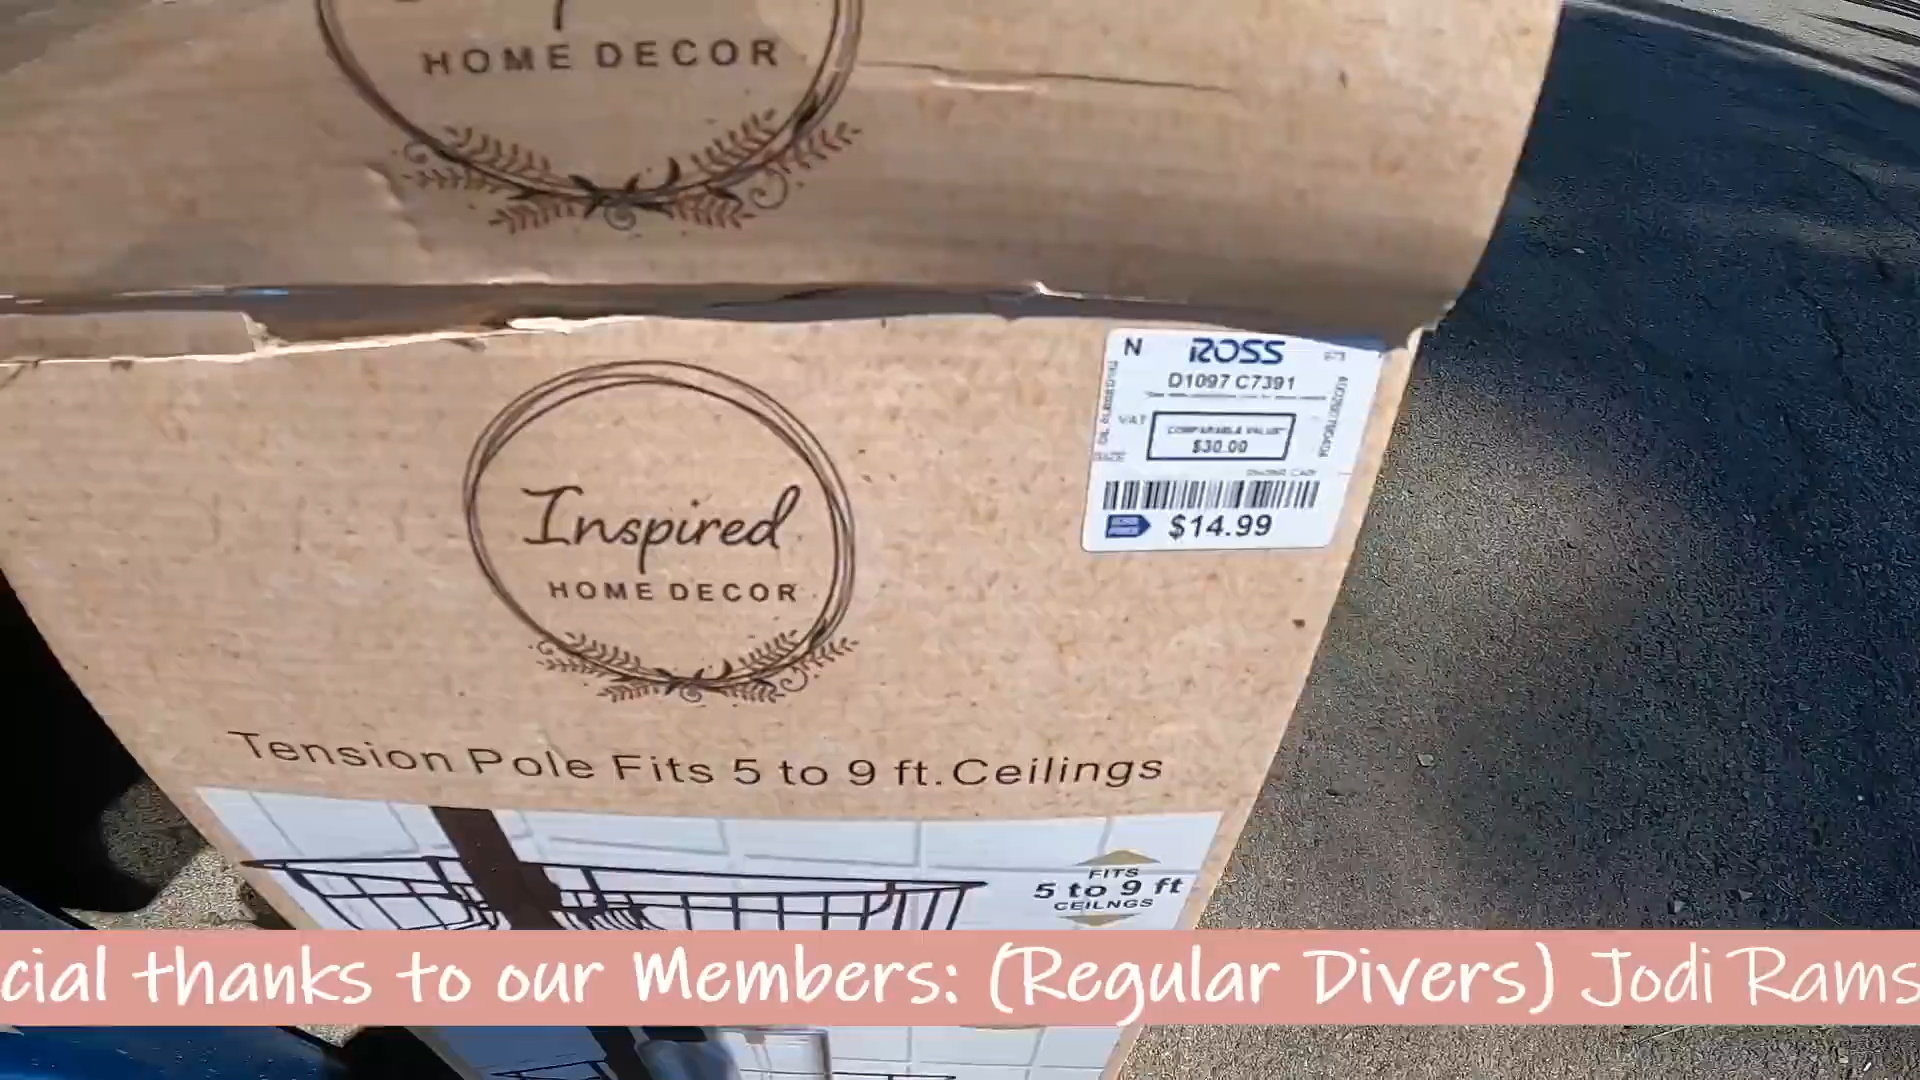 HOME DECOR
N ROSS
D1097 C7391
COMPARABLE VALUE*
$30.00
$14.99
Inspired
HOME DECOR
Tension Pole Fits 5 to 9 ft. Ceilings
FITS
5 to 9 ft
CEILNGS
cial thanks to our Members: (Regular Divers) Jodi Rams